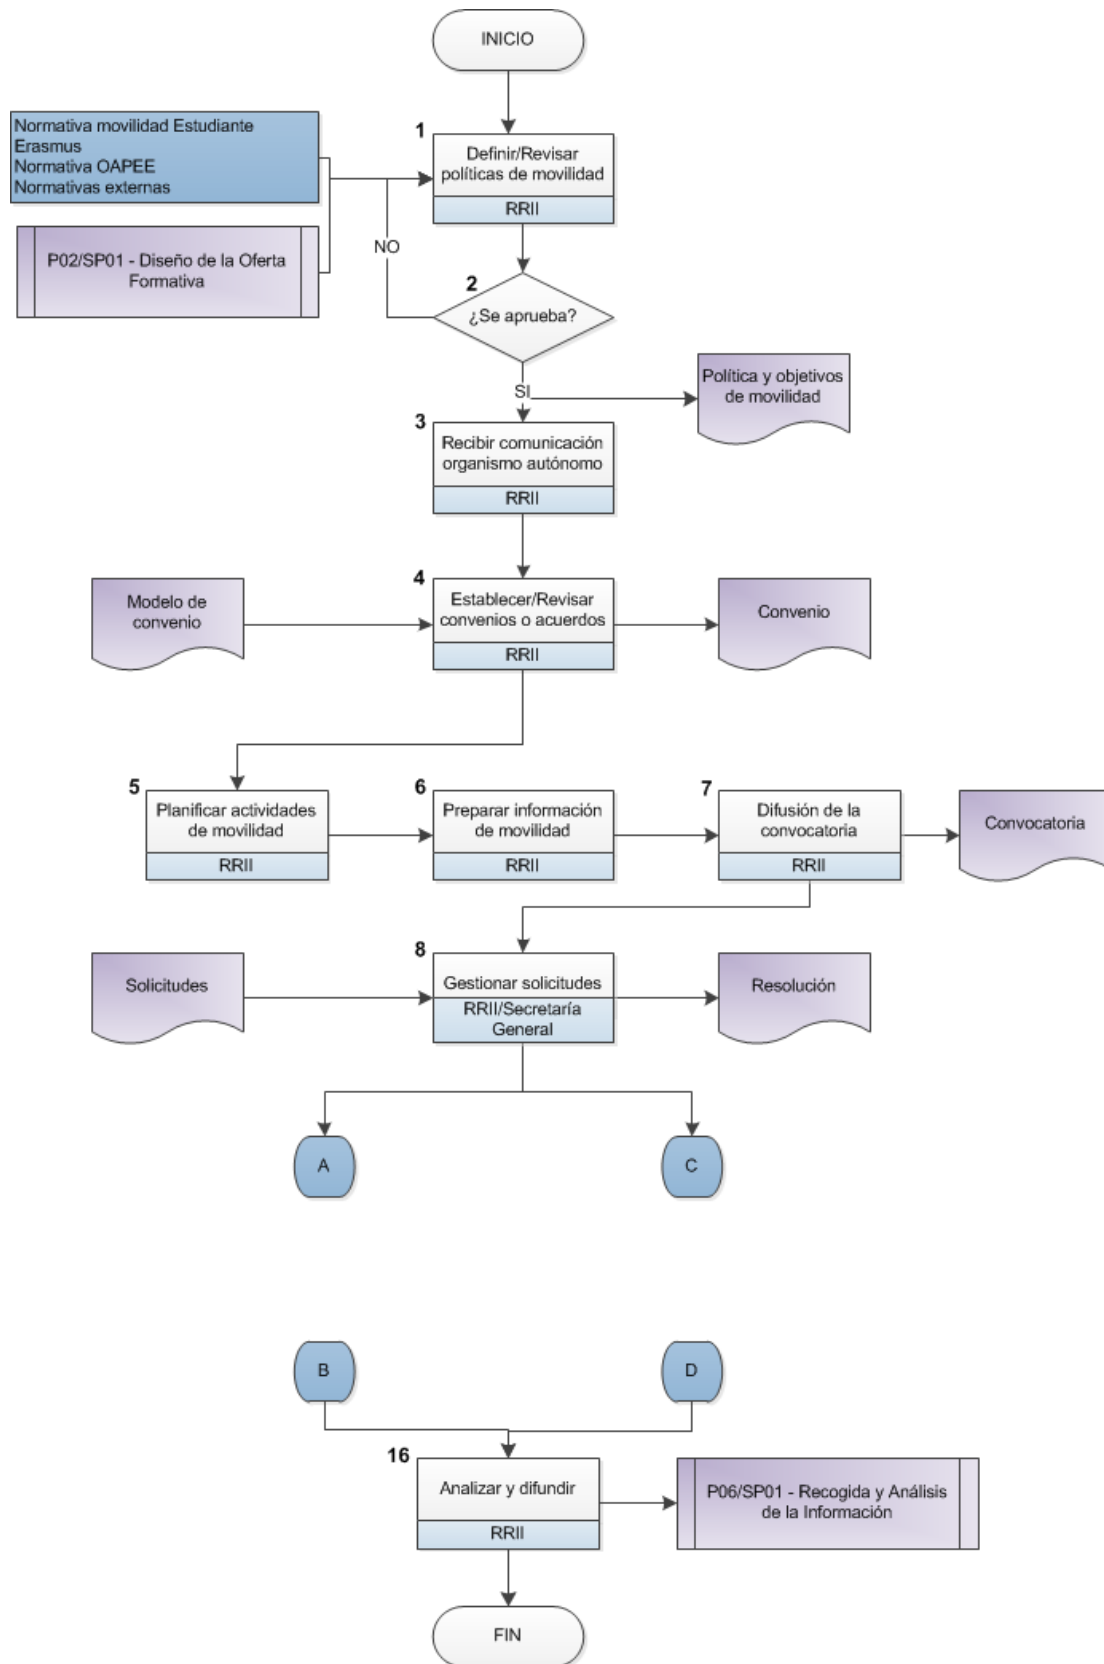 INICIO
Normativa movilidad Estudiante
Erasmus
Normativa OAPEE
Normativas externas
1
Definir/Revisar
políticas de movilidad
RRII
P02/SP01 - Diseño de la Oferta
Formativa
NO
2
¿Se aprueba?
SI
Política y objetivos
de movilidad
3
Recibir comunicación
organismo autónomo
RRII
Modelo de
convenio
4
Establecer/Revisar
convenios o acuerdos
RRII
Convenio
5
Planificar actividades
de movilidad
RRII
6
Preparar información
de movilidad
RRII
7
Difusión de la
convocatoria
RRII
Convocatoria
Solicitudes
8
Gestionar solicitudes
RRII/Secretaría
General
Resolución
A
C
B
D
16
Analizar y difundir
RRII
P06/SP01 - Recogida y Análisis
de la Información
FIN